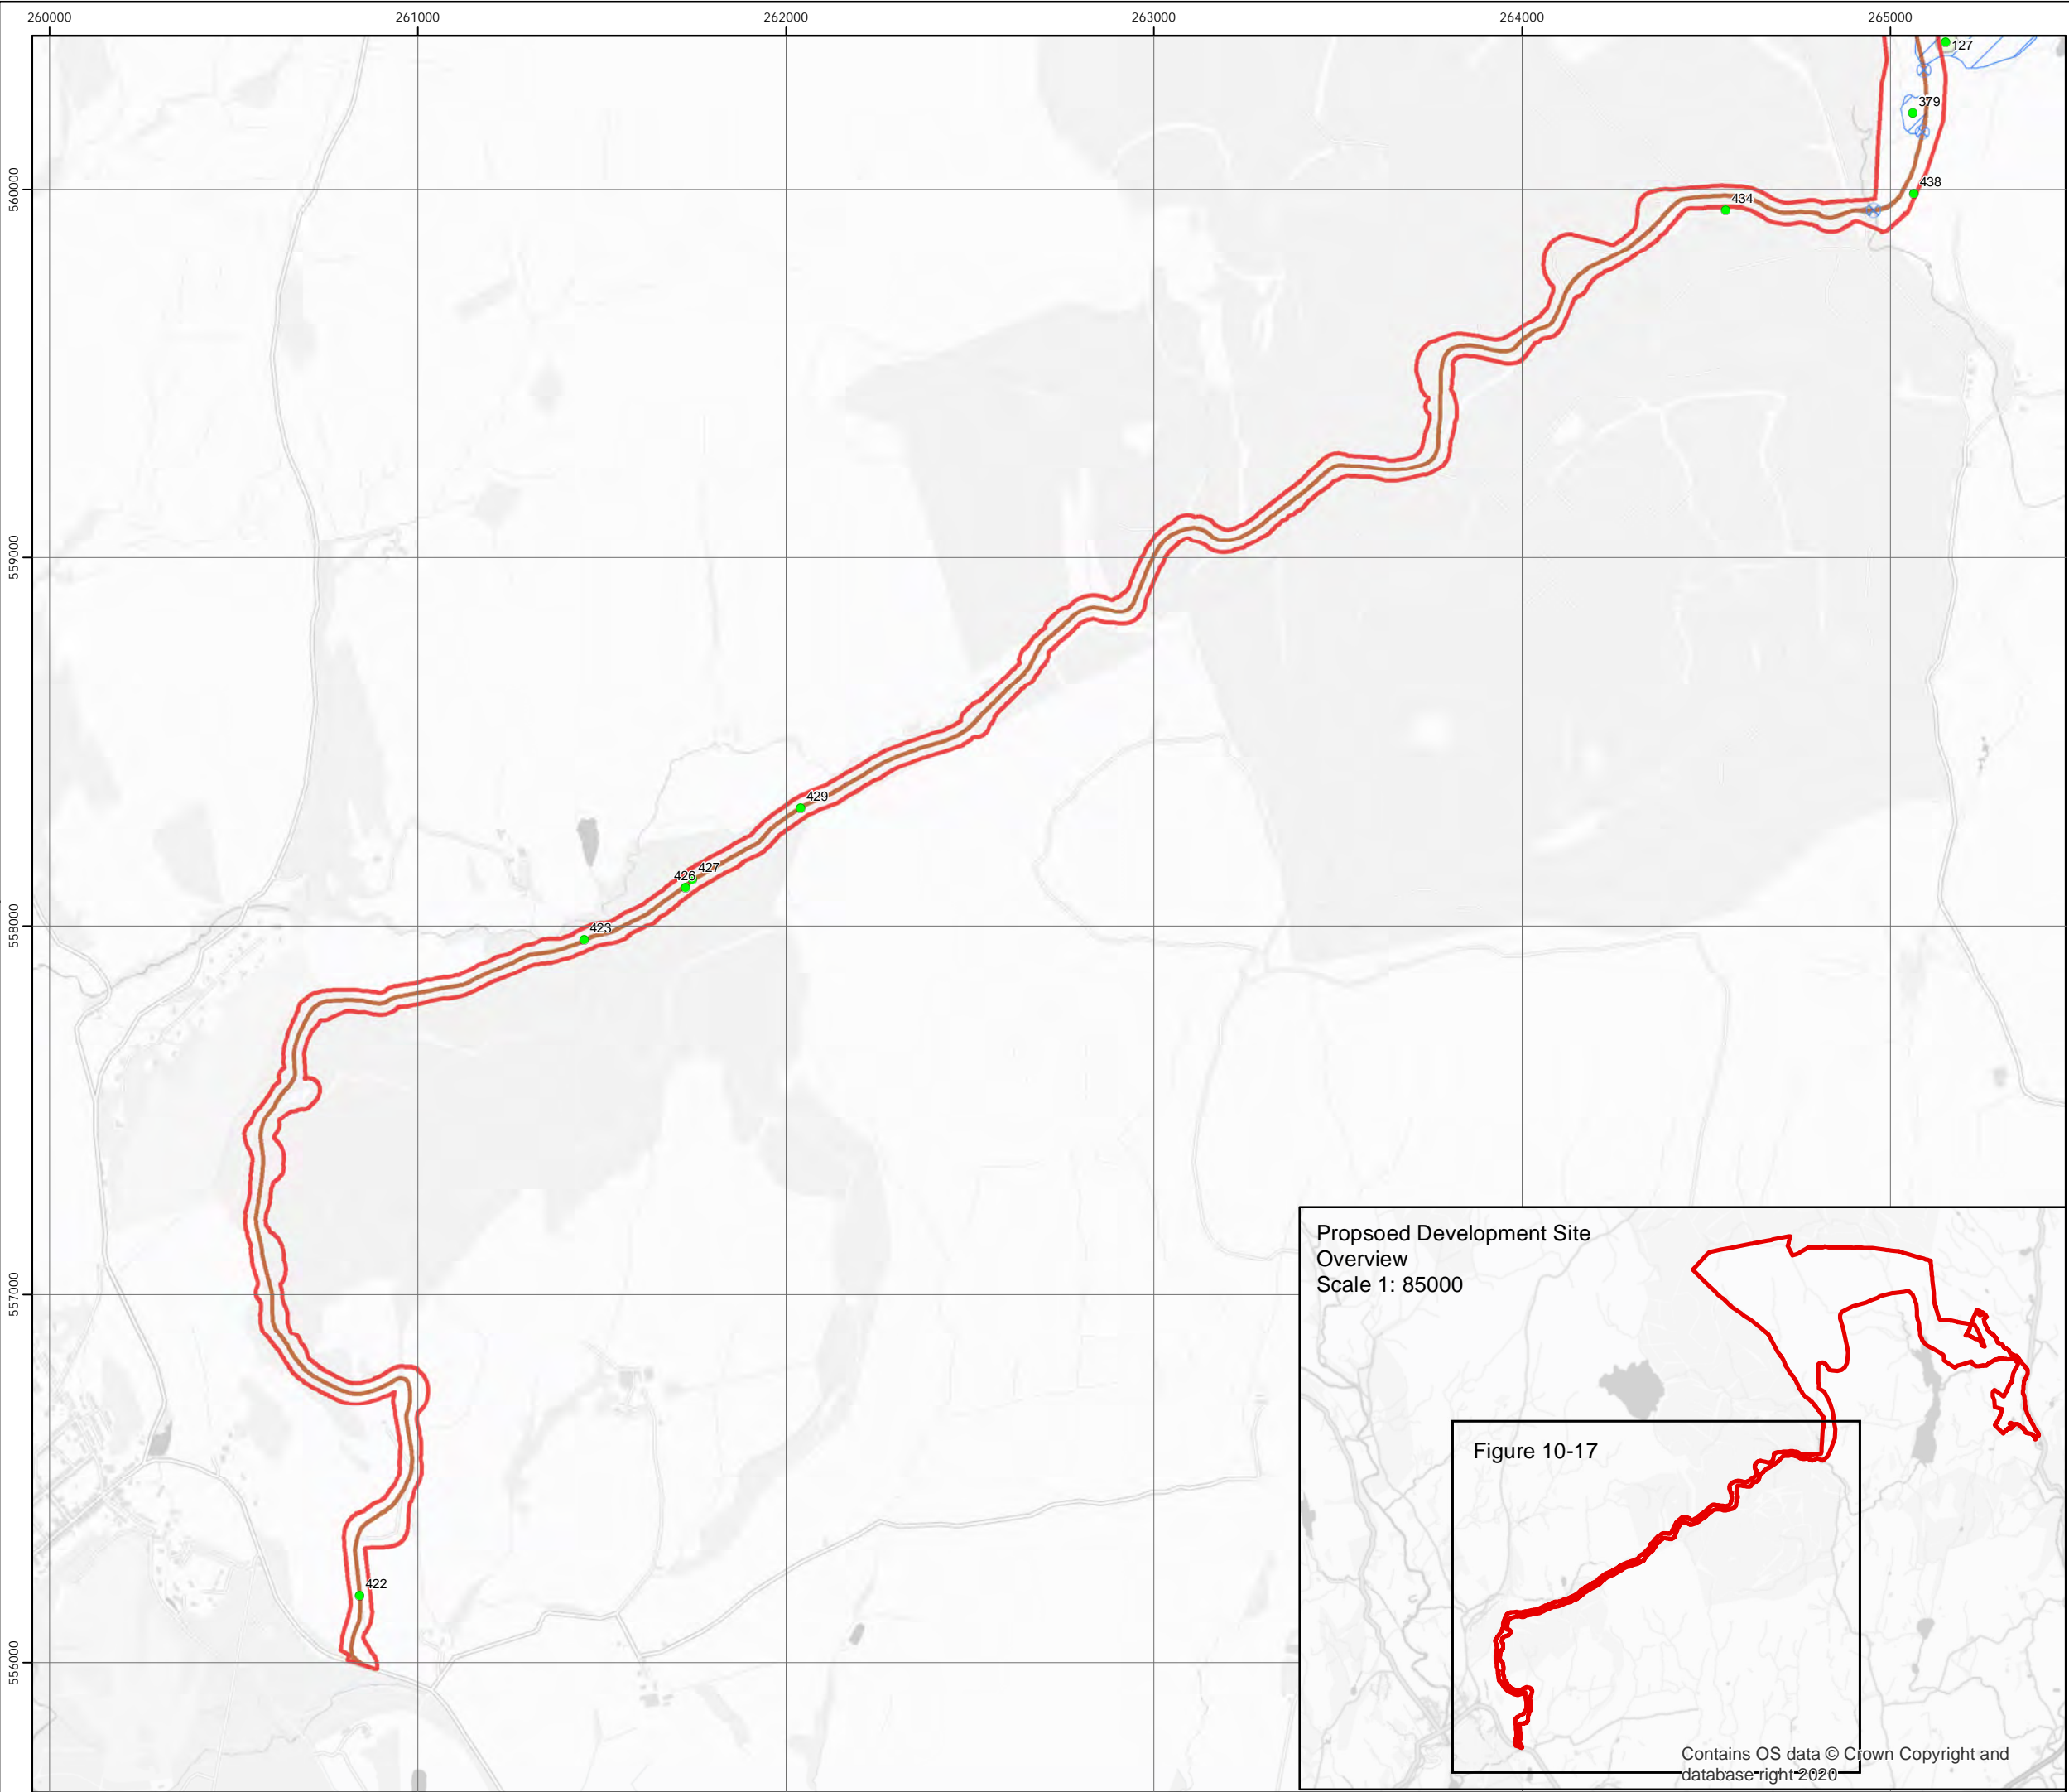 260000 261000 262000 263000 264000 265000
127
379
560000
438
434
559000
429
427
426
558000
423
557000
422
556000
Propsoed Development Site
Overview
Scale 1: 85000
Figure 10-17
Contains OS data © Crown Copyright and
database right 2020